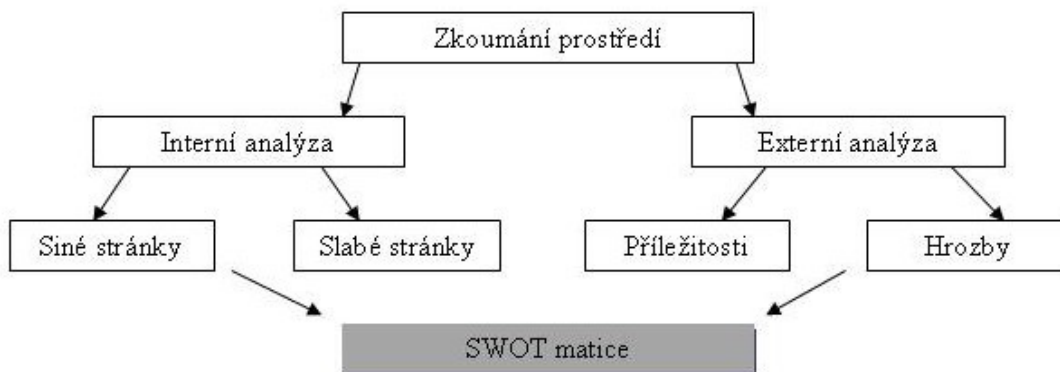 Zkoumání prostředí
Interní analýza
Externí analýza
Siné stránky
Slabé stránky
Příležitosti
Hrozby
SWOT matice